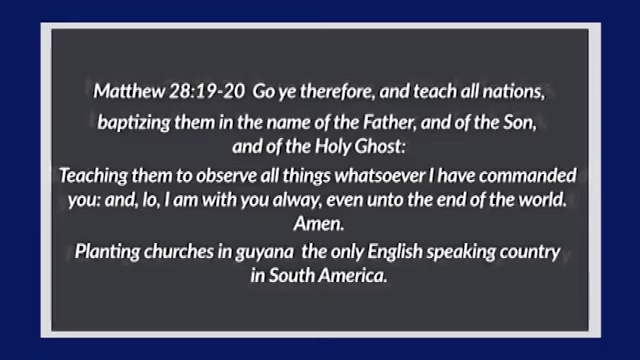 Matthew 28:19-20  Go ye therefore, and teach all nations,
baptizing them in the name of the Father, and of the Son,
and of the Holy Ghost:
Teaching them to observe all things whatsoever I have commanded
you: and, lo, I am with you alway, even unto the end of the world.
Amen.
Planting churches in guyana  the only English speaking country
in South America.